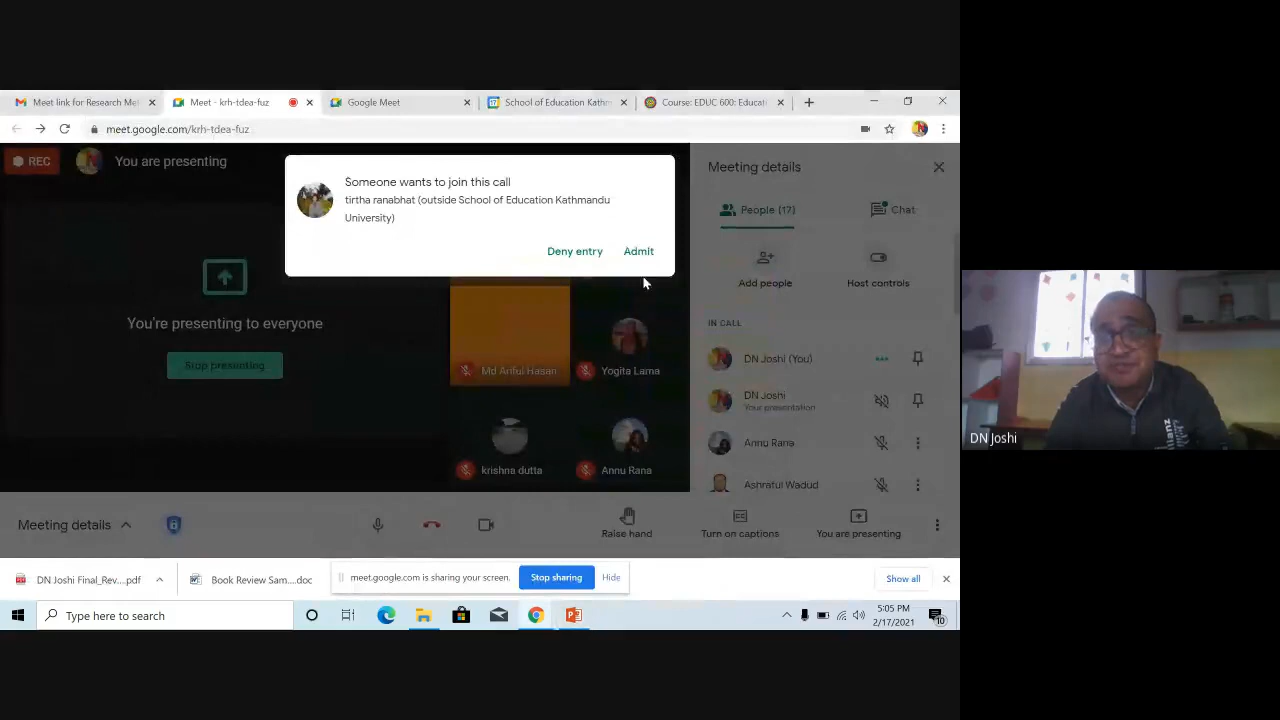 Meet link for Research Me
Meet - krh-tdea-fuz
Google Meet
School of Education Kathm
Course: EDUC 600: Educat
meet.google.com/krh-tdea-fuz
REC
You are presenting
Someone wants to join this call
tirtha ranabhat (outside School of Education Kathmandu
University)
Deny entry
Admit
You're presenting to everyone
Stop presenting
Md Ariful Hasan
Yogita Lama
krishna dutta
Annu Rana
Meeting details
People (17)
Chat
Add people
Host controls
IN CALL
DN Joshi (You)
DN Joshi
Your presentation
Annu Rana
Ashraful Wadud
DN Joshi
Meeting details
Raise hand
Turn on captions
You are presenting
DN Joshi Final_Rev....pdf
Book Review Sam....doc
meet.google.com is sharing your screen.
Stop sharing
Hide
Show all
Type here to search
5:05 PM
2/17/2021
10